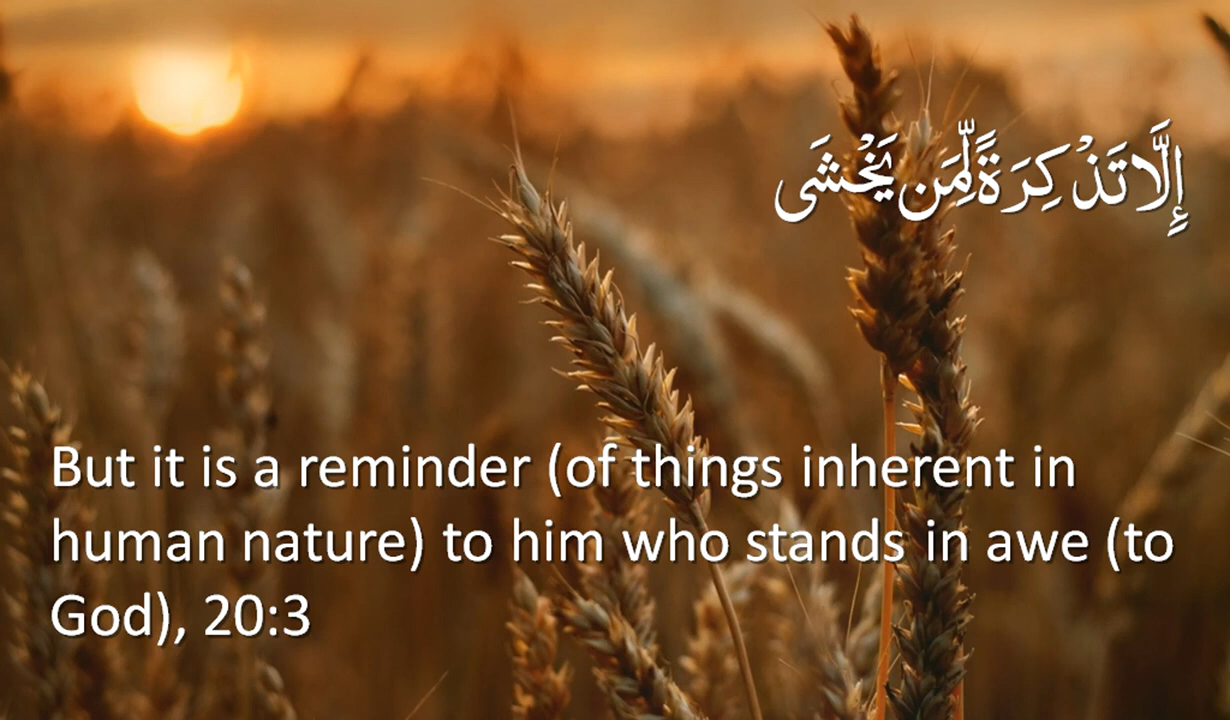 إِلَّا تَذْكِرَةً لِّمَن يَخْشَى
But it is a reminder (of things inherent in
human nature) to him who stands in awe (to
God), 20:3